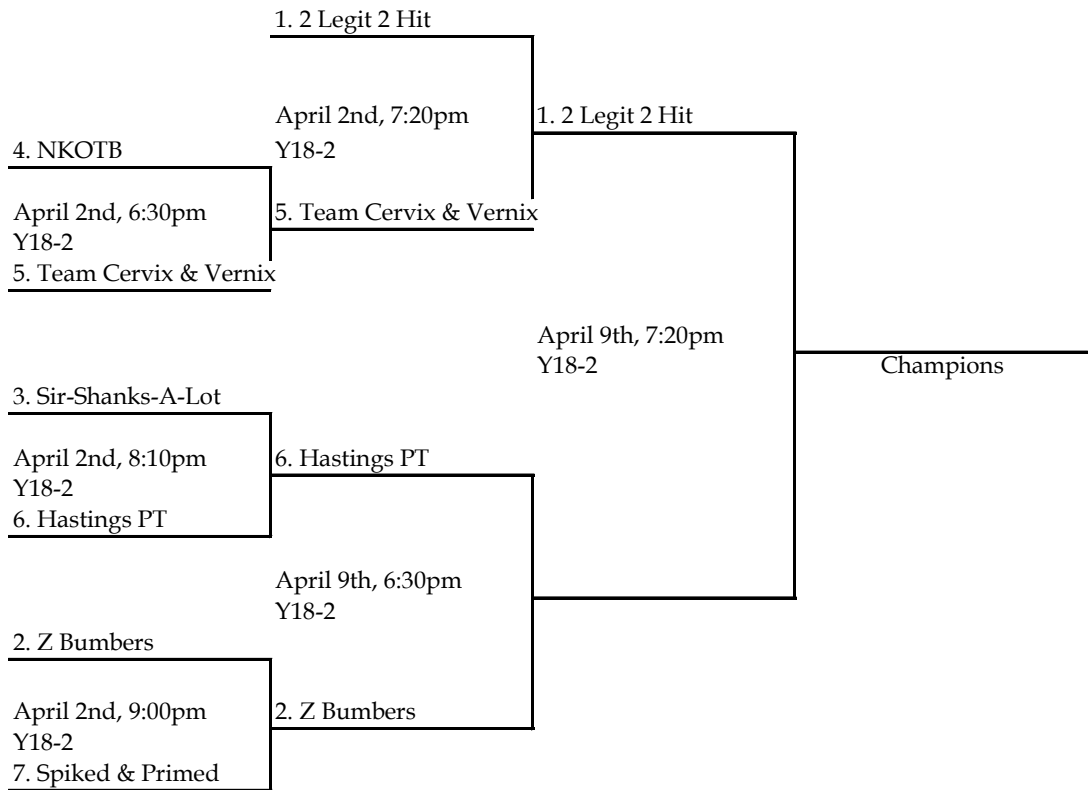 1. 2 Legit 2 Hit
April 2nd, 7:20pm
Y18-2
1. 2 Legit 2 Hit
4. NKOTB
April 2nd, 6:30pm
Y18-2
5. Team Cervix & Vernix
5. Team Cervix & Vernix
April 9th, 7:20pm
Y18-2
Champions
3. Sir-Shanks-A-Lot
April 2nd, 8:10pm
Y18-2
6. Hastings PT
6. Hastings PT
April 9th, 6:30pm
Y18-2
2. Z Bumbers
April 2nd, 9:00pm
Y18-2
2. Z Bumbers
7. Spiked & Primed